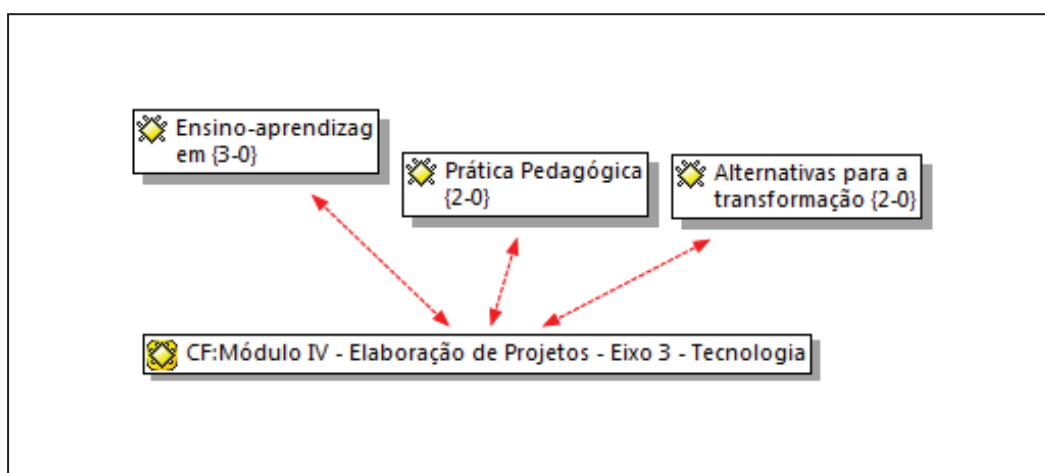 Ensino-aprendizag
em {3-0}
Prática Pedagógica
{2-0}
Alternativas para a
transformação {2-0}
CF:Módulo IV - Elaboração de Projetos - Eixo 3 - Tecnologia